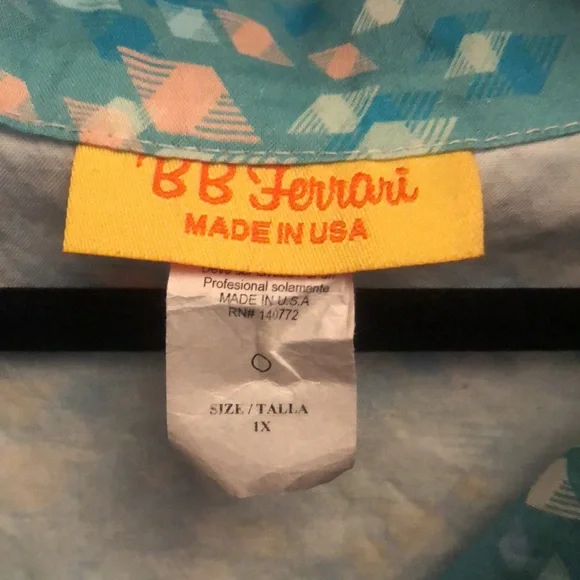 BB Ferrari
MADE IN USA
Profesional solamente
MADE IN U.S.A
RN# 140772
SIZE / TALLA
1X